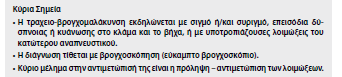 Κύρια Σημεία
• Η τραχειο-βρογχομαλάκυνση εκδηλώνεται με σιγμό ή/και συριγμό, επεισόδια δύ-
σπνοιας ή κυάνωσης στο κλάμα και το βήχα, ή με υποτροπιάζουσες λοιμώξεις του
κατώτερου αναπνευστικού.
• Η διάγνωση τίθεται με βρογχοσκόπηση (εύκαμπτο βρογχοσκόπιο).
• Κύριο μέλημα στην αντιμετώπισή της είναι η πρόληψη – αντιμετώπιση των λοιμώξεων.